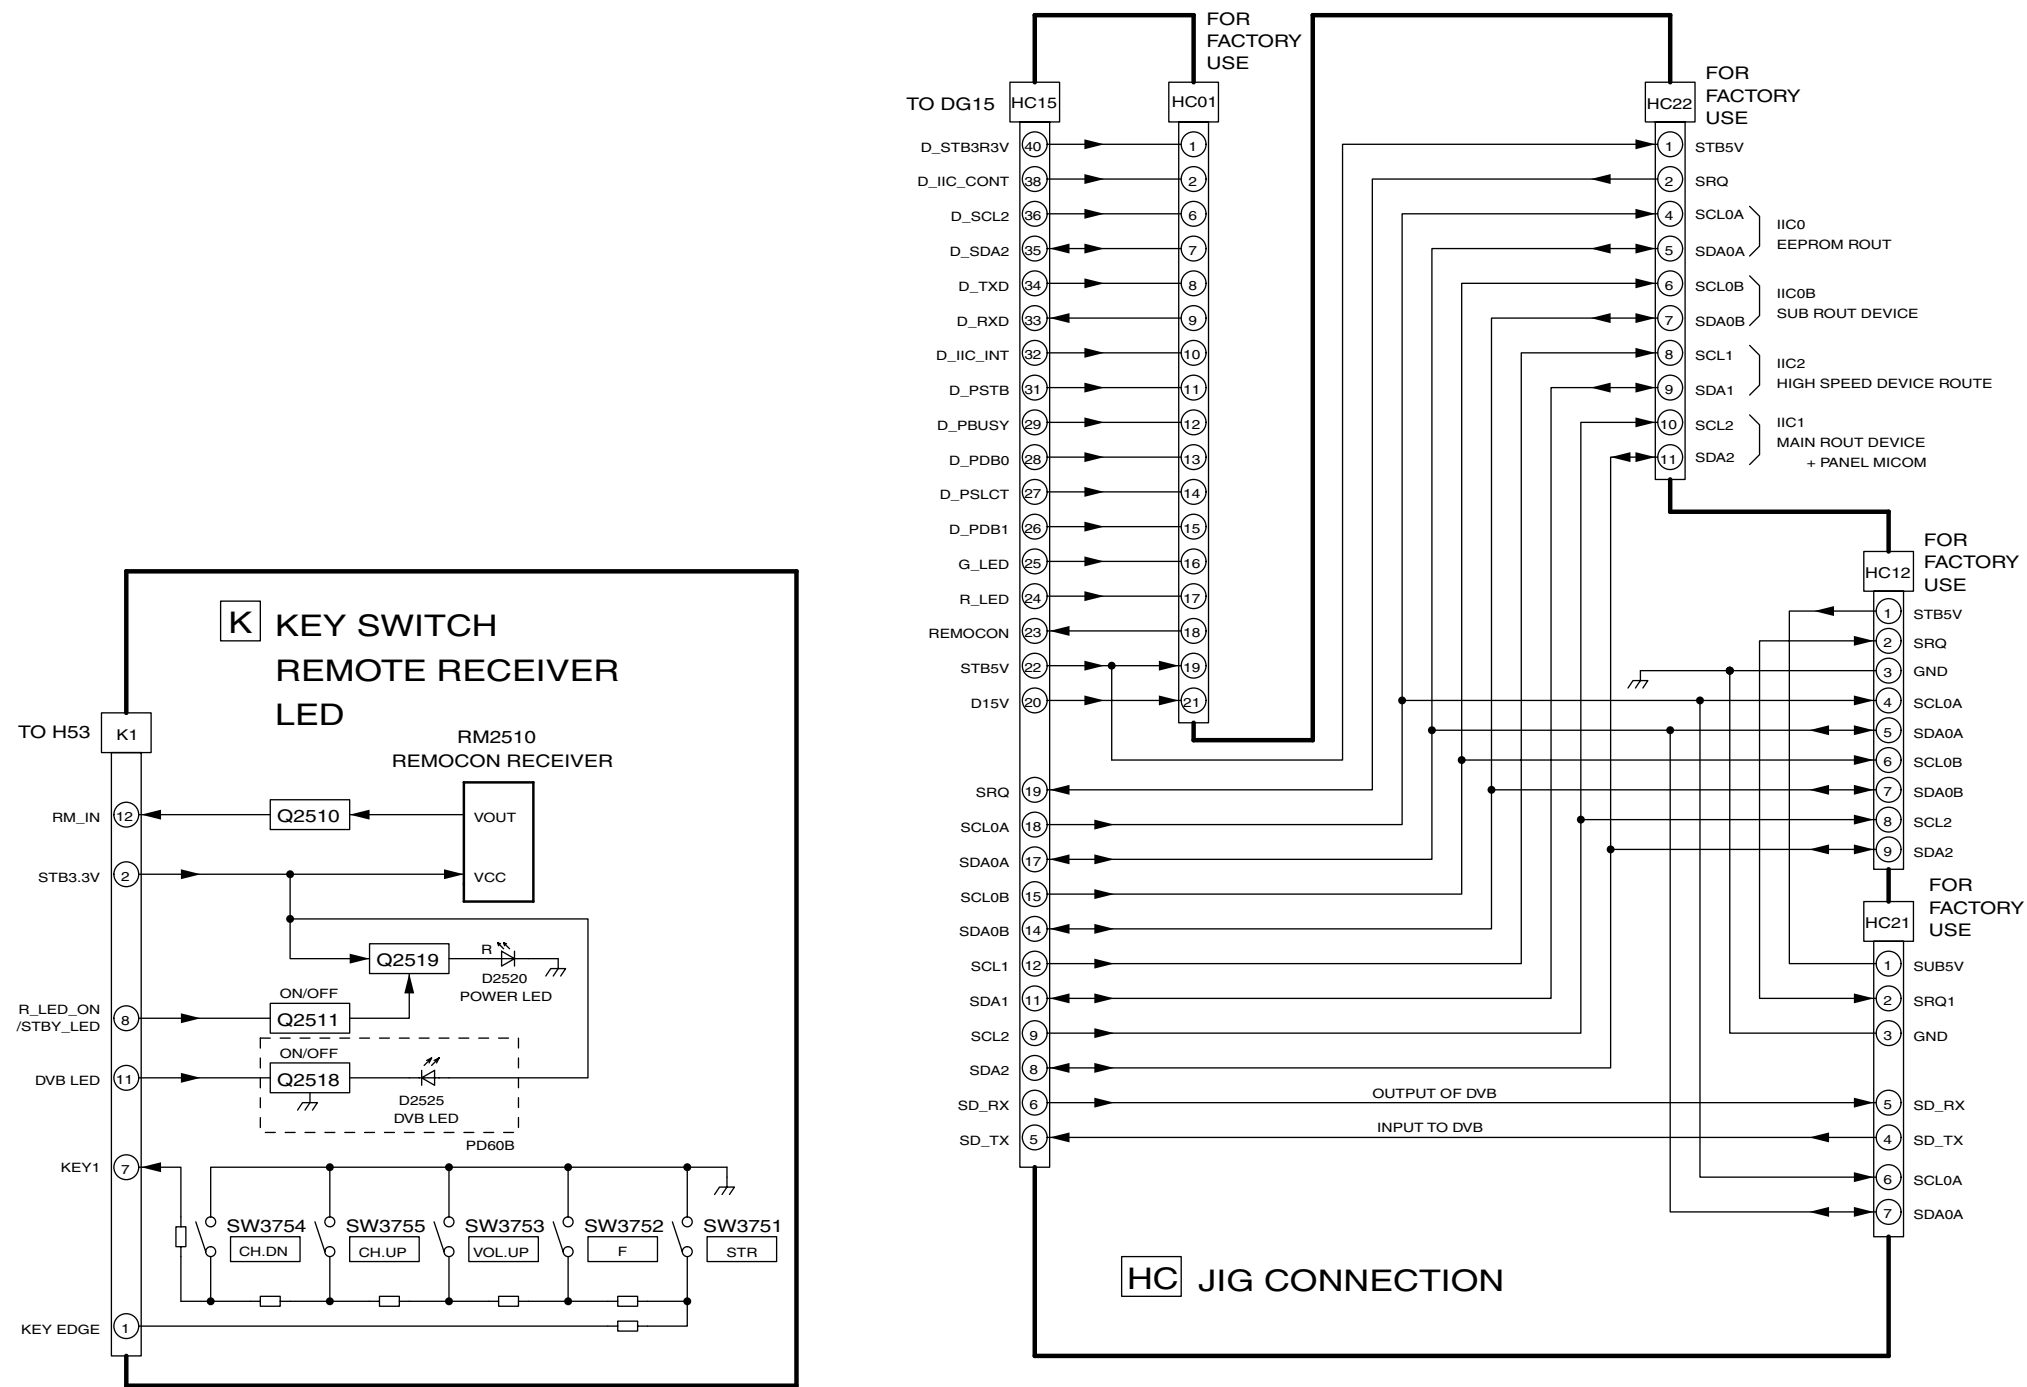 K KEY SWITCH
REMOTE RECEIVER
LED
TO H53
K1
RM2510
REMOCON RECEIVER
RM_IN 12 Q2510 VOUT
STB3.3V 2 VCC
Q2519 R
D2520
POWER LED
R_LED_ON
/STBY_LED
8
ON/OFF
Q2511
DVB LED 11
ON/OFF
Q2518
D2525
DVB LED
PD60B
KEY1 7
SW3754
CH.DN
SW3755
CH.UP
SW3753
VOL.UP
SW3752
F
SW3751
STR
KEY EDGE 1
TO DG15 HC15
HC01
FOR
FACTORY
USE
D_STB3R3V 40 1
D_IIC_CONT 38 2
D_SCL2 36 6
D_SDA2 35 7
D_TXD 34 8
D_RXD 33 9
D_IIC_INT 32 10
D_PSTB 31 11
D_PBUSY 29 12
D_PDB0 28 13
D_PSLCT 27 14
D_PDB1 26 15
G_LED 25 16
R_LED 24 17
REMOCON 23 18
STB5V 22 19
D15V 20 21
SRQ 19
SCL0A 18
SDA0A 17
SCL0B 15
SDA0B 14
SCL1 12
SDA1 11
SCL2 9
SDA2 8
SD_RX 6
SD_TX 5
OUTPUT OF DVB
INPUT TO DVB
HC22
FOR
FACTORY
USE
1 STB5V
2 SRQ
4 SCL0A
5 SDA0A
IIC0
EEPROM ROUT
6 SCL0B
7 SDA0B
IIC0B
SUB ROUT DEVICE
8 SCL1
9 SDA1
IIC2
HIGH SPEED DEVICE ROUTE
10 SCL2
11 SDA2
IIC1
MAIN ROUT DEVICE
+ PANEL MICOM
HC12
FOR
FACTORY
USE
1 STB5V
2 SRQ
3 GND
4 SCL0A
5 SDA0A
6 SCL0B
7 SDA0B
8 SCL2
9 SDA2
HC21
FOR
FACTORY
USE
1 SUB5V
2 SRQ1
3 GND
5 SD_RX
4 SD_TX
6 SCL0A
7 SDA0A
HC JIG CONNECTION